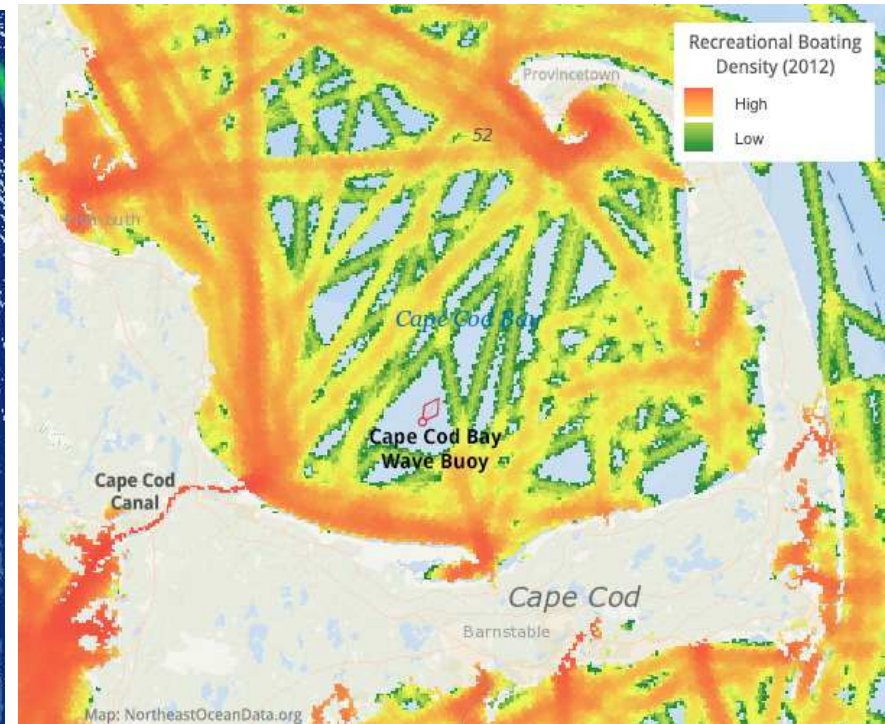 Recreational Boating
Density (2012)
High
Low
Provincetown
52
Cape Cod Bay
Cape Cod Bay
Wave Buoy
Cape Cod
Canal
Cape Cod
Barnstable
Map: NortheastOceanData.org